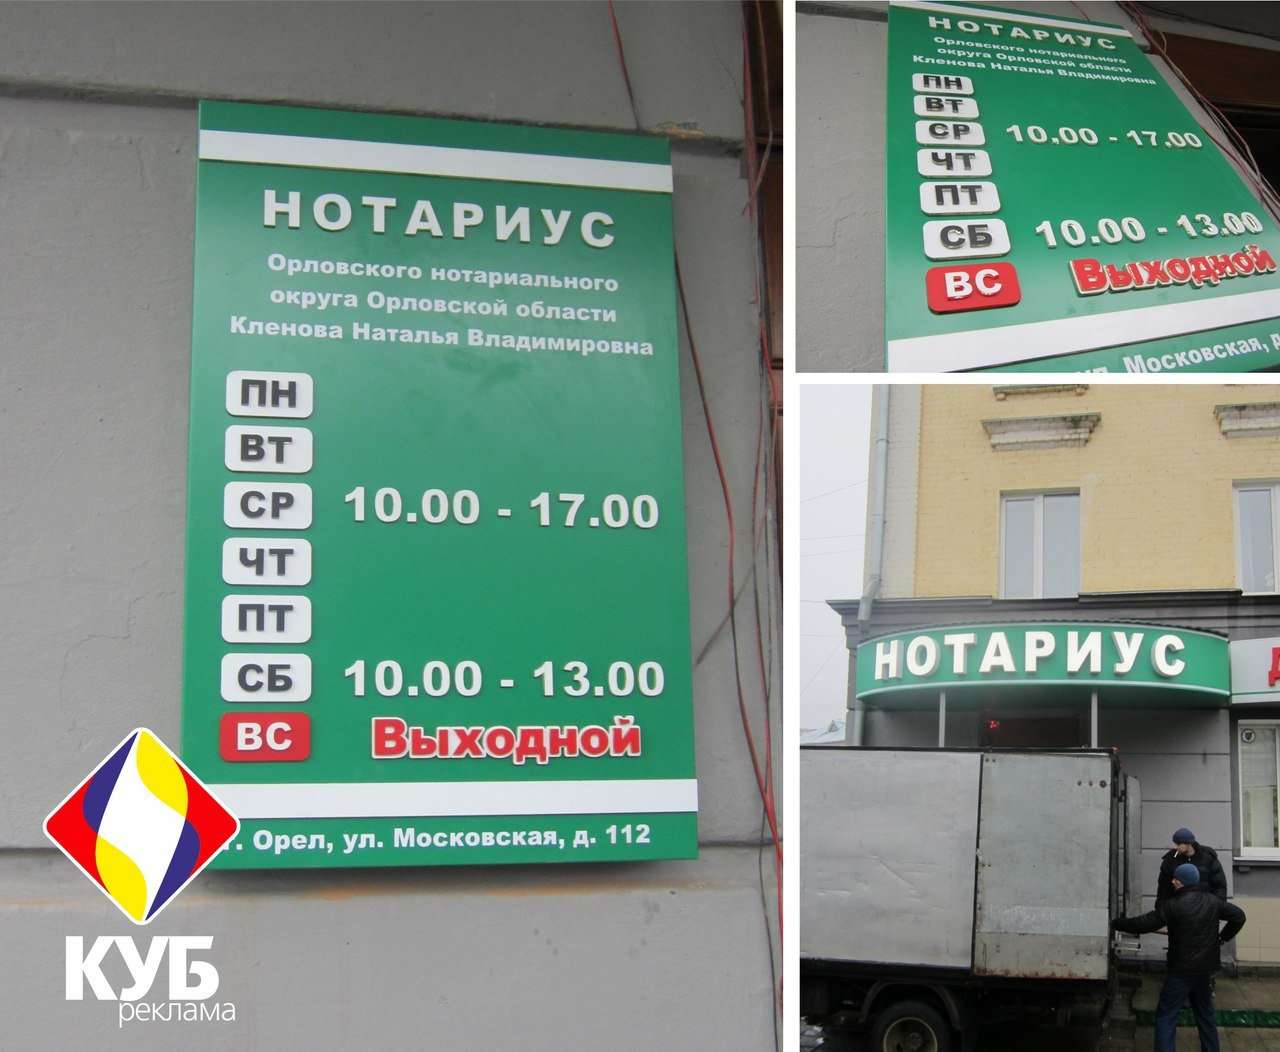 НОТАРИУС
Орловского нотариального
округа Орловской области
Кленова Наталья Владимировна
ПН
ВТ
СР 10.00 - 17.00
ЧТ
ПТ
СБ 10.00 - 13.00
ВС Выходной
г. Орел, ул. Московская, д. 112
КУБ
реклама
НОТАРИУС
Орловского нотариального
округа Орловской области
Кленова Наталья Владимировна
ПН
ВТ
СР 10.00 - 17.00
ЧТ
ПТ
СБ 10.00 - 13.00
ВС Выходной
ул. Московская, д
НОТАРИУС
Д